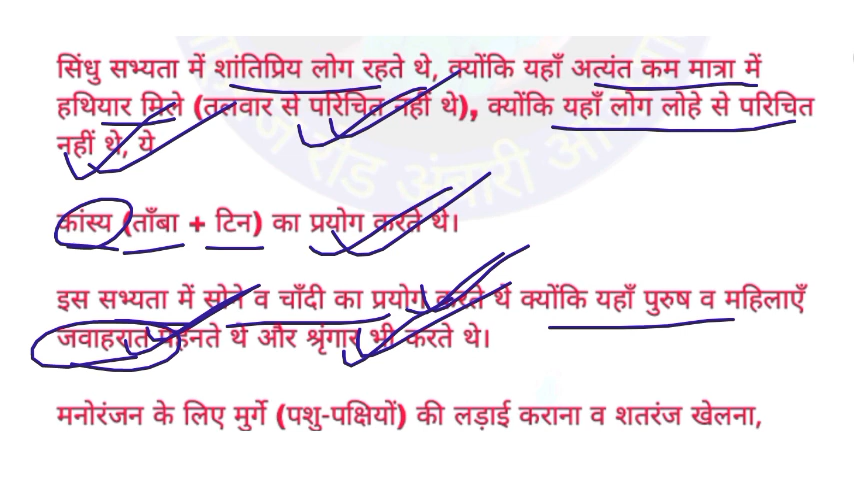 सिंधु सभ्यता में शांतिप्रिय लोग रहते थे, क्योंकि यहाँ अत्यंत कम मात्रा में
हथियार मिले (तलवार से परिचित नहीं थे), क्योंकि यहाँ लोग लोहे से परिचित
नहीं थे, ये
कांस्य (ताँबा + टिन) का प्रयोग करते थे।
इस सभ्यता में सोने व चाँदी का प्रयोग करते थे क्योंकि यहाँ पुरुष व महिलाएँ
जवाहरात पहनते थे और श्रृंगार भी करते थे।
मनोरंजन के लिए मुर्गे (पशु-पक्षियों) की लड़ाई कराना व शतरंज खेलना,
रोड अंबारी